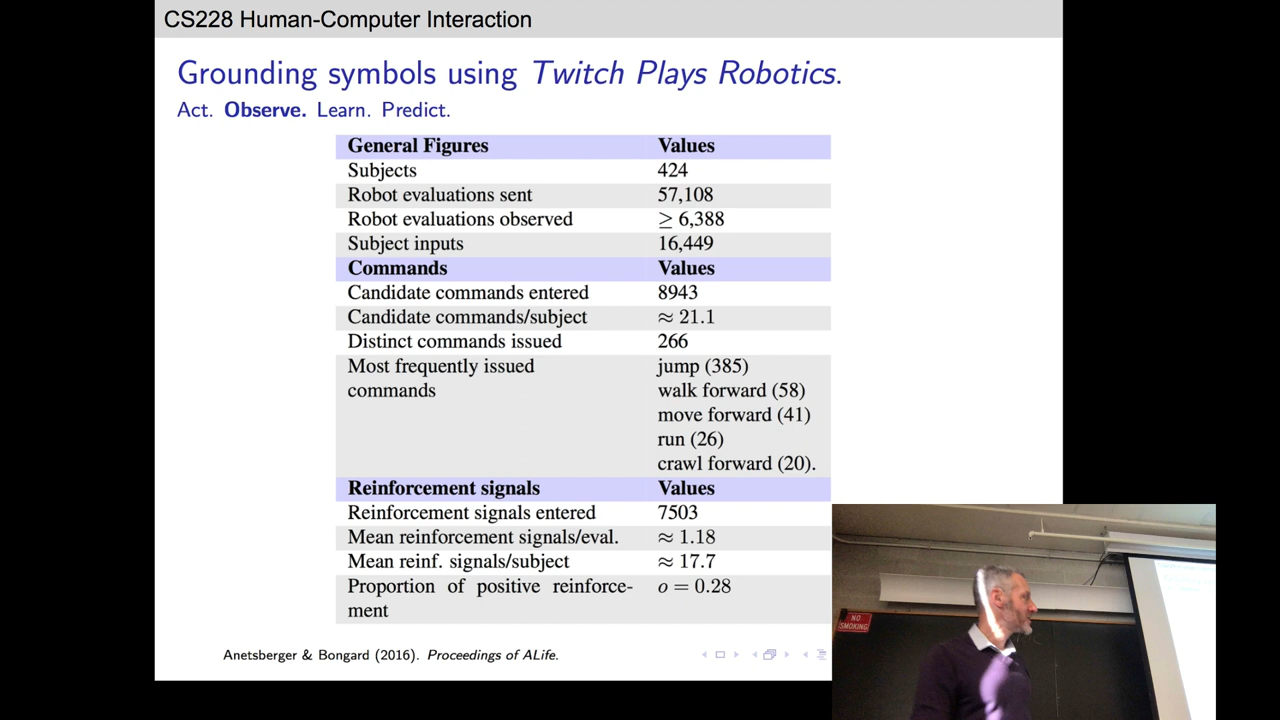 CS228 Human-Computer Interaction
Grounding symbols using Twitch Plays Robotics.
Act. Observe. Learn. Predict.
General Figures Values
Subjects 424
Robot evaluations sent 57,108
Robot evaluations observed ≥ 6,388
Subject inputs 16,449
Commands Values
Candidate commands entered 8943
Candidate commands/subject ≈ 21.1
Distinct commands issued 266
Most frequently issued jump (385)
commands walk forward (58)
move forward (41)
run (26)
crawl forward (20).
Reinforcement signals Values
Reinforcement signals entered 7503
Mean reinforcement signals/eval. ≈ 1.18
Mean reinf. signals/subject ≈ 17.7
Proportion of positive reinforce- o = 0.28
ment
Anetsberger & Bongard (2016). Proceedings of ALife.
NO
SMOKING